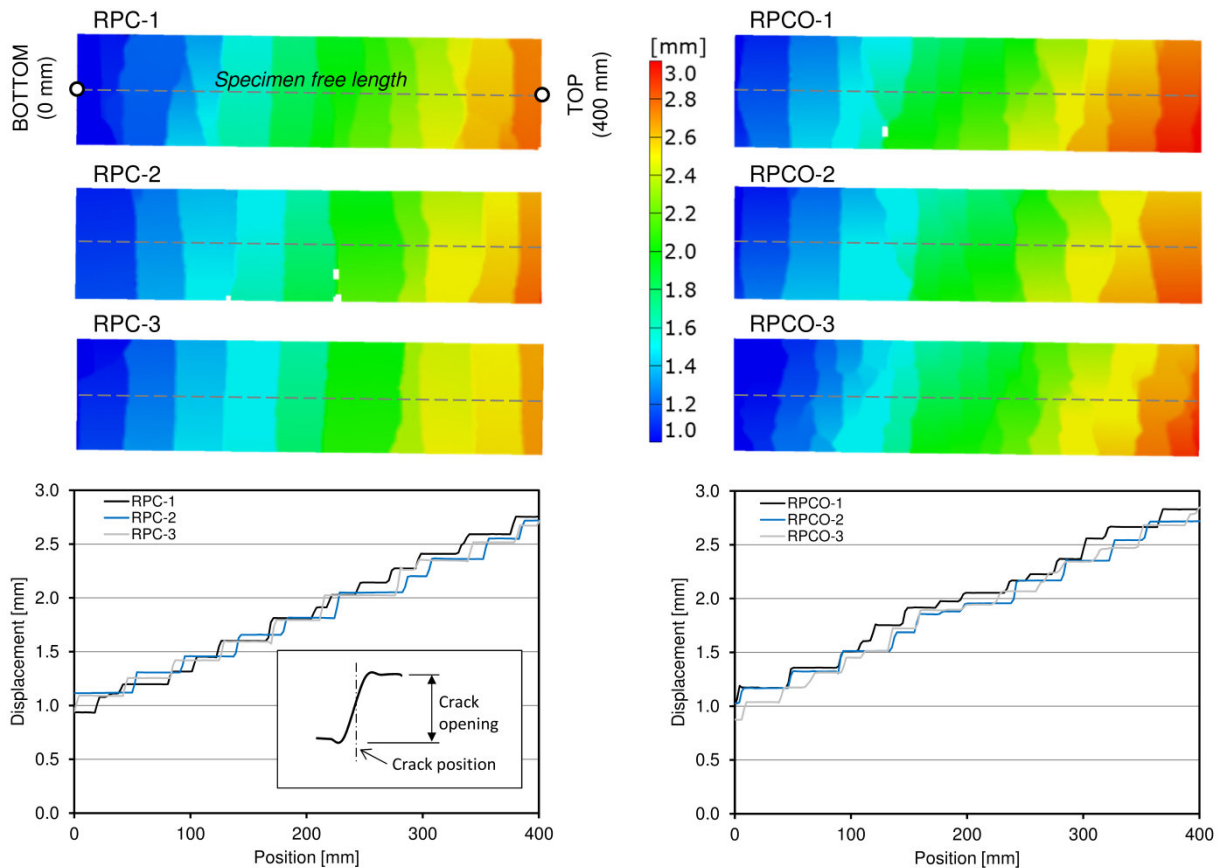 RPC-1
BOTTOM
(0 mm)
Specimen free length
TOP
(400 mm)
RPC-2
RPC-3
[mm]
3.0
2.8
2.6
2.4
2.2
2.0
1.8
1.6
1.4
1.2
1.0
RPCO-1
RPCO-2
RPCO-3
3.0
2.5
2.0
1.5
1.0
0.5
0.0
Displacement [mm]
RPC-1
RPC-2
RPC-3
Crack
opening
Crack position
0
100
200
300
400
Position [mm]
3.0
2.5
2.0
1.5
1.0
0.5
0.0
Displacement [mm]
RPCO-1
RPCO-2
RPCO-3
0
100
200
300
400
Position [mm]